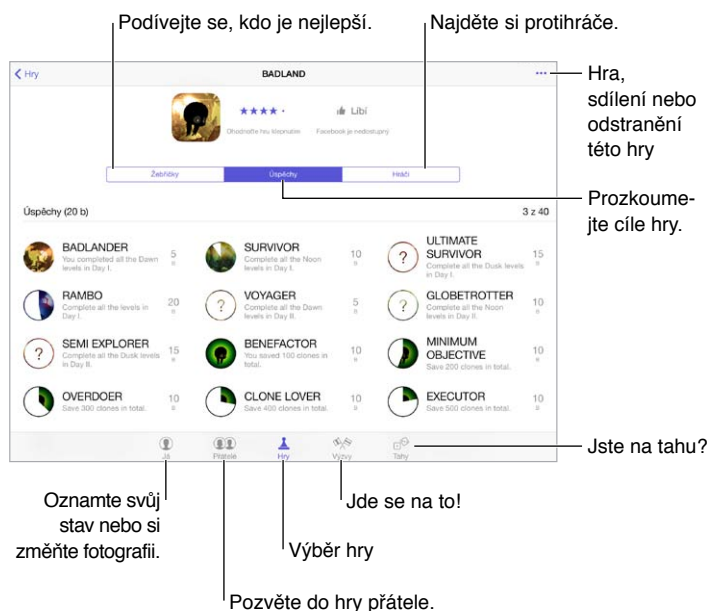 Podívejte se, kdo je nejlepší.
Najděte si protihráče.
Hry
BADLAND
Hra,
sdílení nebo
odstranění
této hry
Líbí
Ohodnoťte hru klepnutím
Facebook je nedostupný
Žebříčky
Úspěchy
Hráči
Prozkoume-
jte cíle hry.
Úspěchy (20 b)
3 z 40
BADLANDER
You completed all the Dawn
levels in Day I.
5
B
SURVIVOR
Complete all the Noon
levels in Day I.
10
B
ULTIMATE
SURVIVOR
Complete all the Dusk levels
in Day I.
15
B
RAMBO
Complete all the levels in
Day I.
20
B
VOYAGER
Complete all the Dawn
levels in Day II.
5
B
GLOBETROTTER
Complete all the Noon
levels in Day II.
10
B
SEMI EXPLORER
Complete all the Dusk levels
in Day II.
15
B
BENEFACTOR
You saved 100 clones in
total.
10
B
MINIMUM
OBJECTIVE
Save 200 clones in total.
10
B
OVERDOER
Save 300 clones in total.
10
B
CLONE LOVER
Save 400 clones in total.
10
B
EXECUTOR
Save 500 clones in total.
10
B
Já
Přátelé
Hry
Výzvy
Tahy
Jste na tahu?
Oznamte svůj
stav nebo si
změňte fotografii.
Jde se na to!
Výběr hry
Pozvěte do hry přátele.